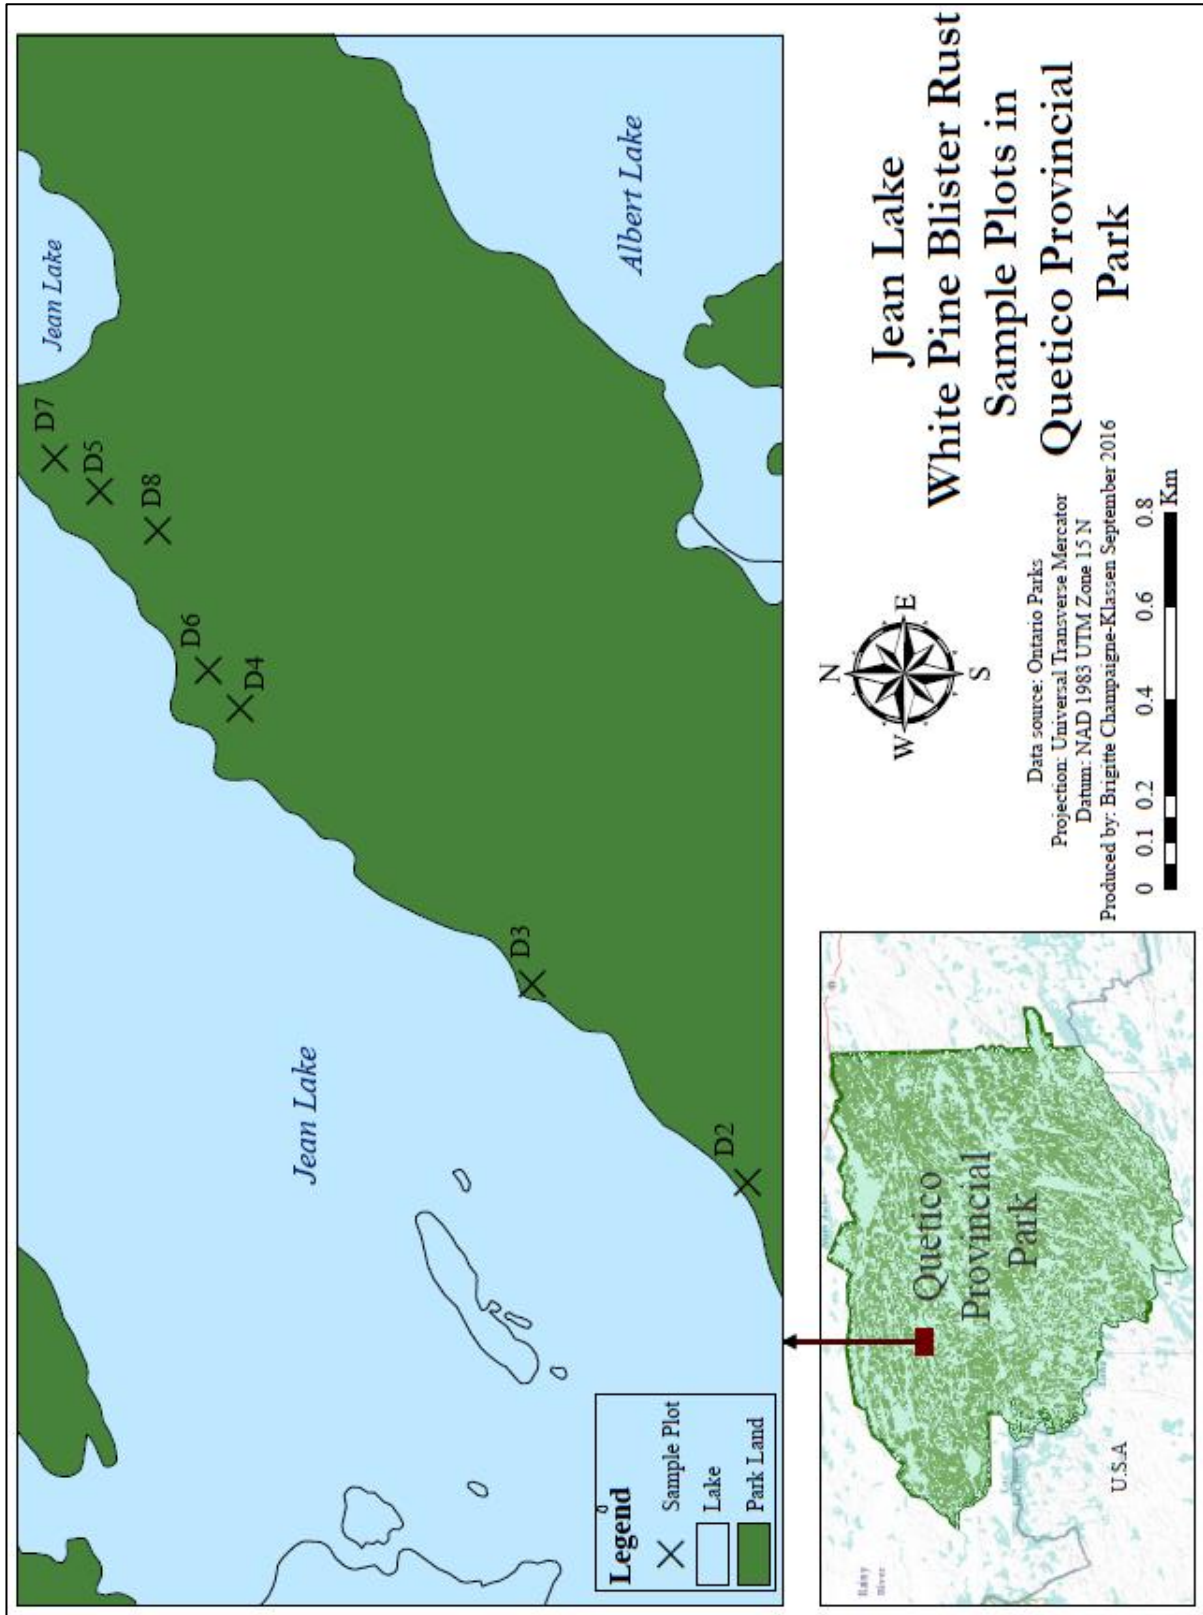 Jean Lake
D7
D5
D8
D6
D4
Albert Lake
Jean Lake
D3
D2
Legend
Sample Plot
Lake
Park Land
Quetico
Provincial
Park
U.S.A
Rainy
River
Jean Lake
White Pine Blister Rust
Sample Plots in
Quetico Provincial
Park
N
W
E
S
Data source: Ontario Parks
Projection: Universal Transverse Mercator
Datum: NAD 1983 UTM Zone 15 N
Produced by: Brigitte Champaigne-Klassen September 2016
0 0.1 0.2 0.4 0.6 0.8
Km